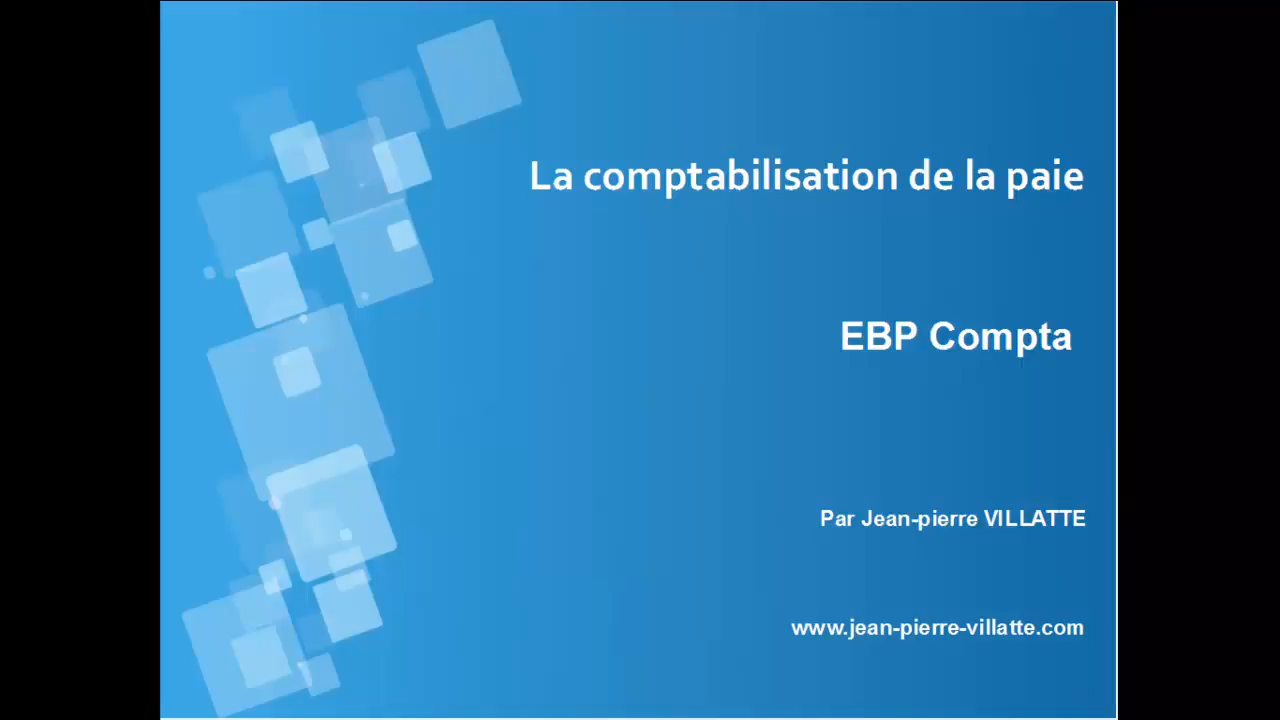 La comptabilisation de la paie
EBP Compta
Par Jean-pierre VILLATTE
www.jean-pierre-villatte.com